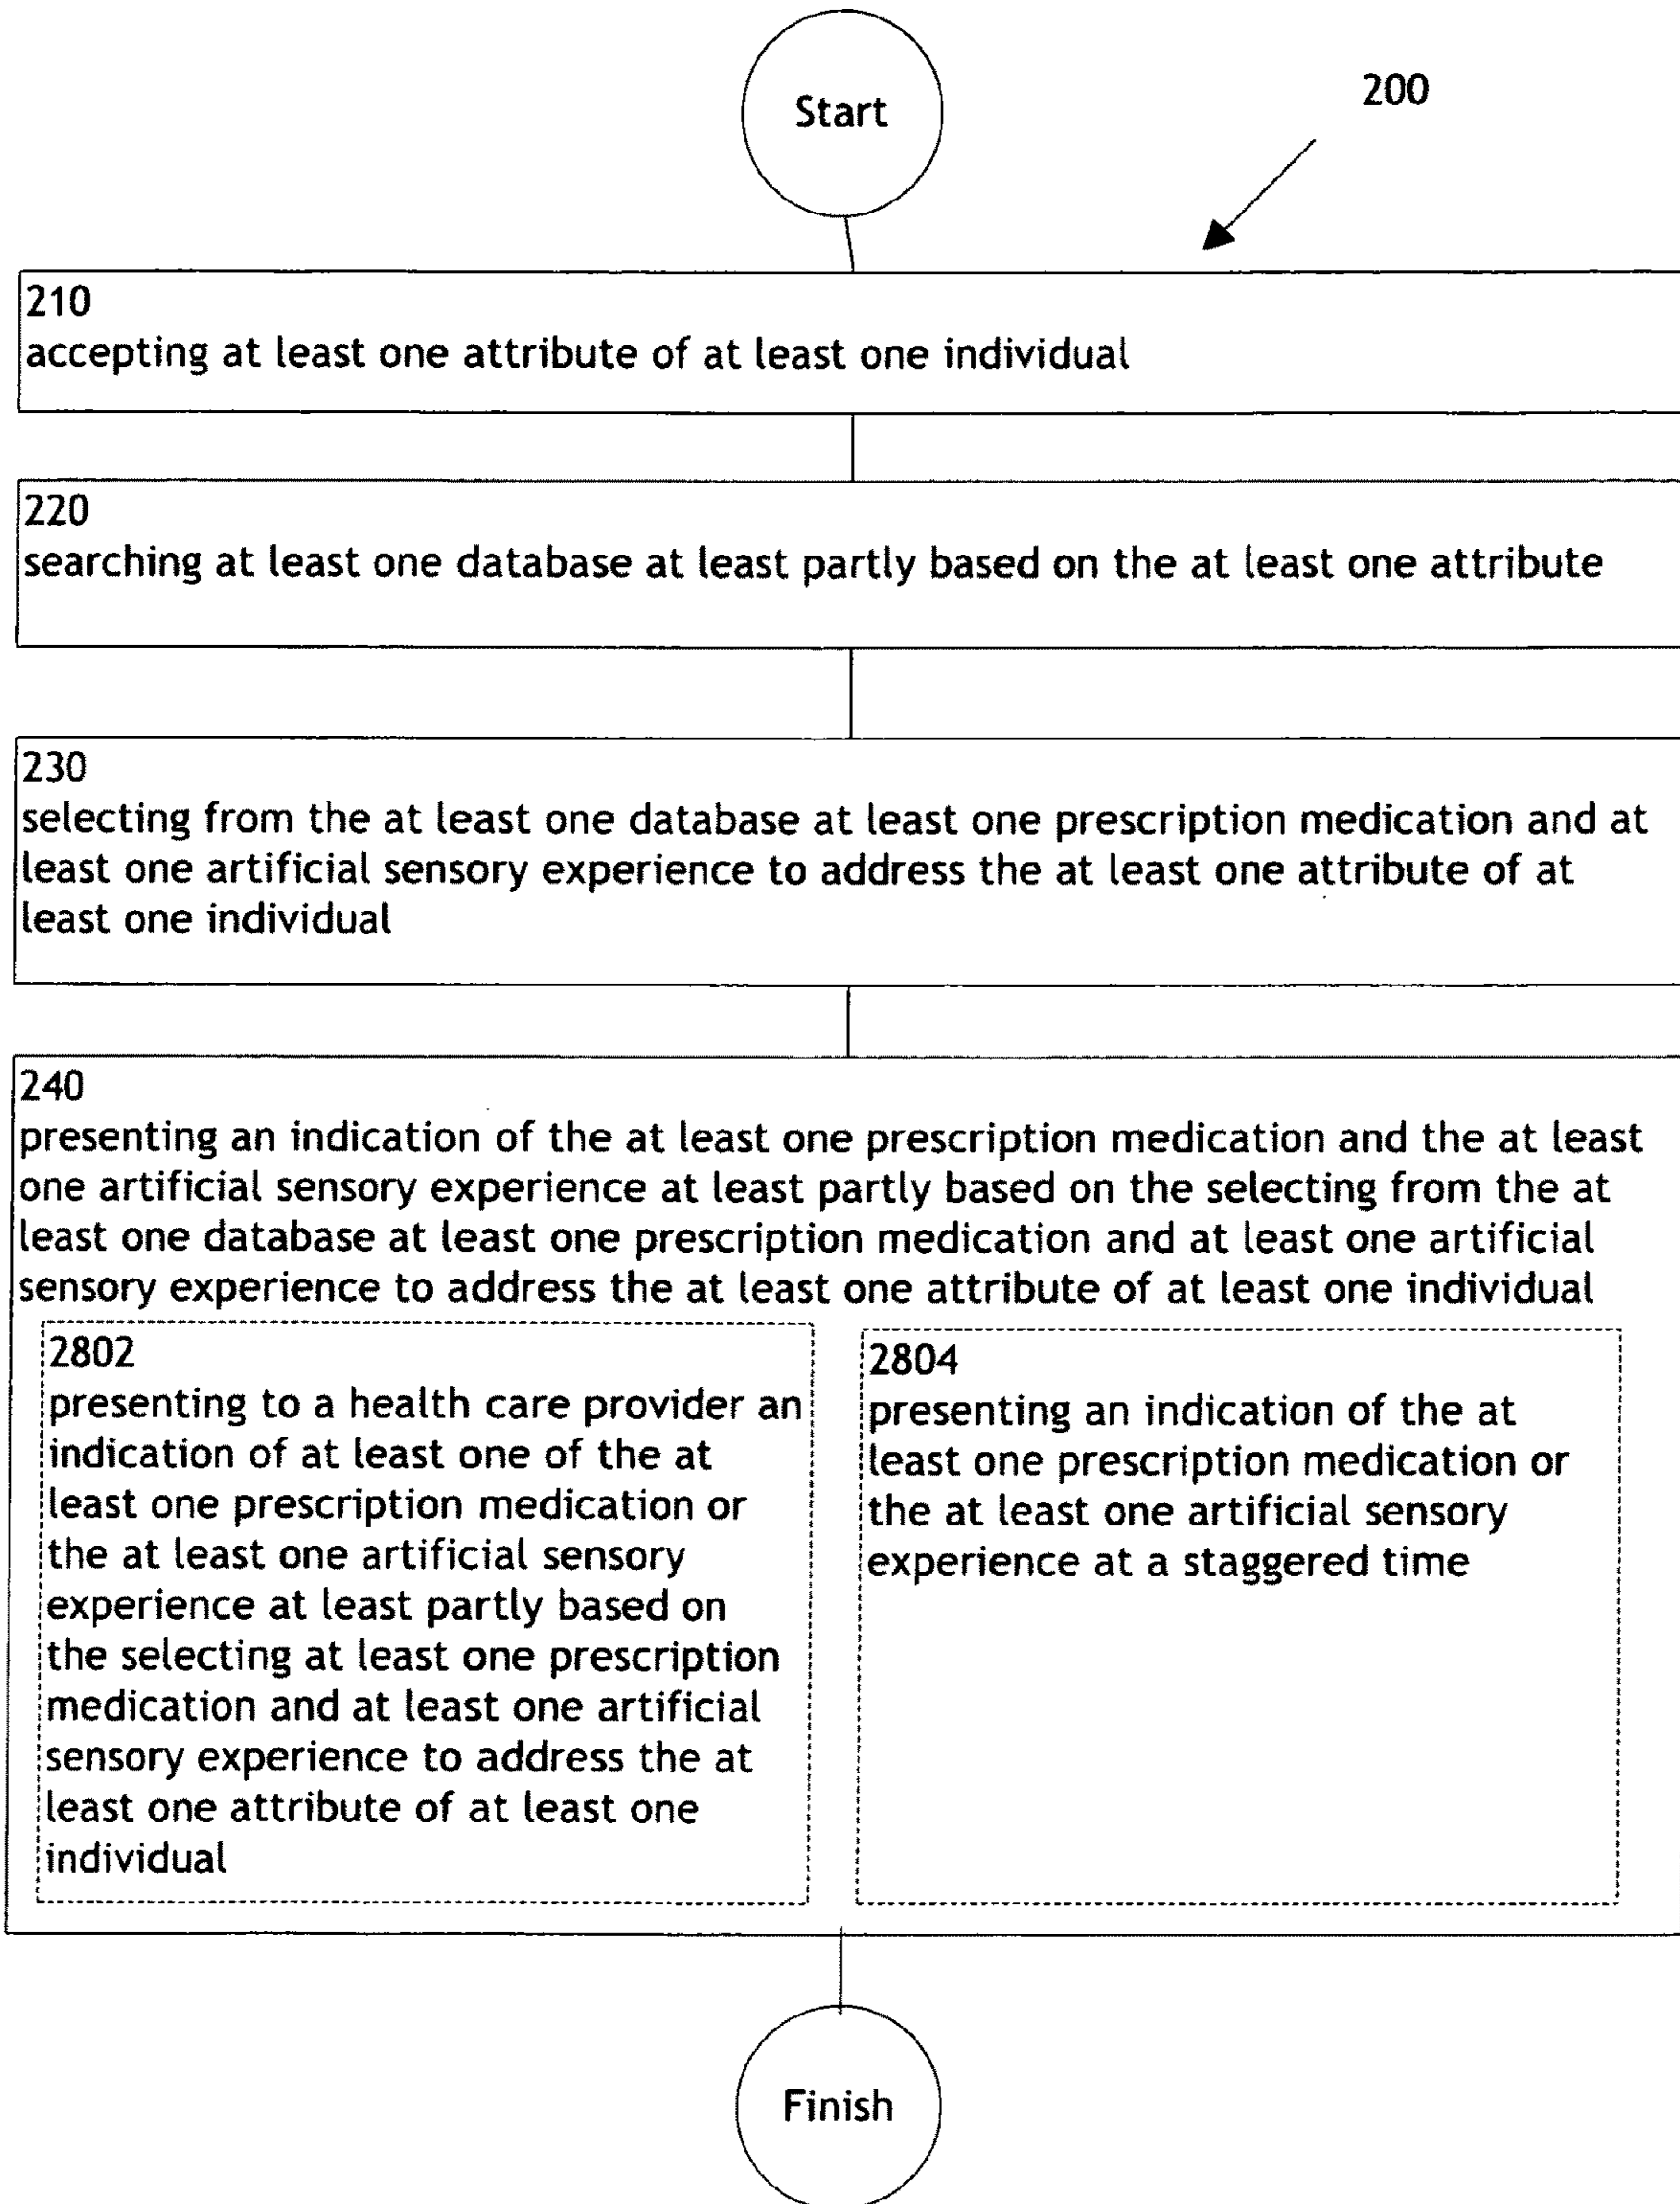 Start
200
210
accepting at least one attribute of at least one individual
220
searching at least one database at least partly based on the at least one attribute
230
selecting from the at least one database at least one prescription medication and at
least one artificial sensory experience to address the at least one attribute of at
least one individual
240
presenting an indication of the at least one prescription medication and the at least
one artificial sensory experience at least partly based on the selecting from the at
least one database at least one prescription medication and at least one artificial
sensory experience to address the at least one attribute of at least one individual
2802
presenting to a health care provider an
indication of at least one of the at
least one prescription medication or
the at least one artificial sensory
experience at least partly based on
the selecting at least one prescription
medication and at least one artificial
sensory experience to address the at
least one attribute of at least one
individual
2804
presenting an indication of the at
least one prescription medication or
the at least one artificial sensory
experience at a staggered time
Finish